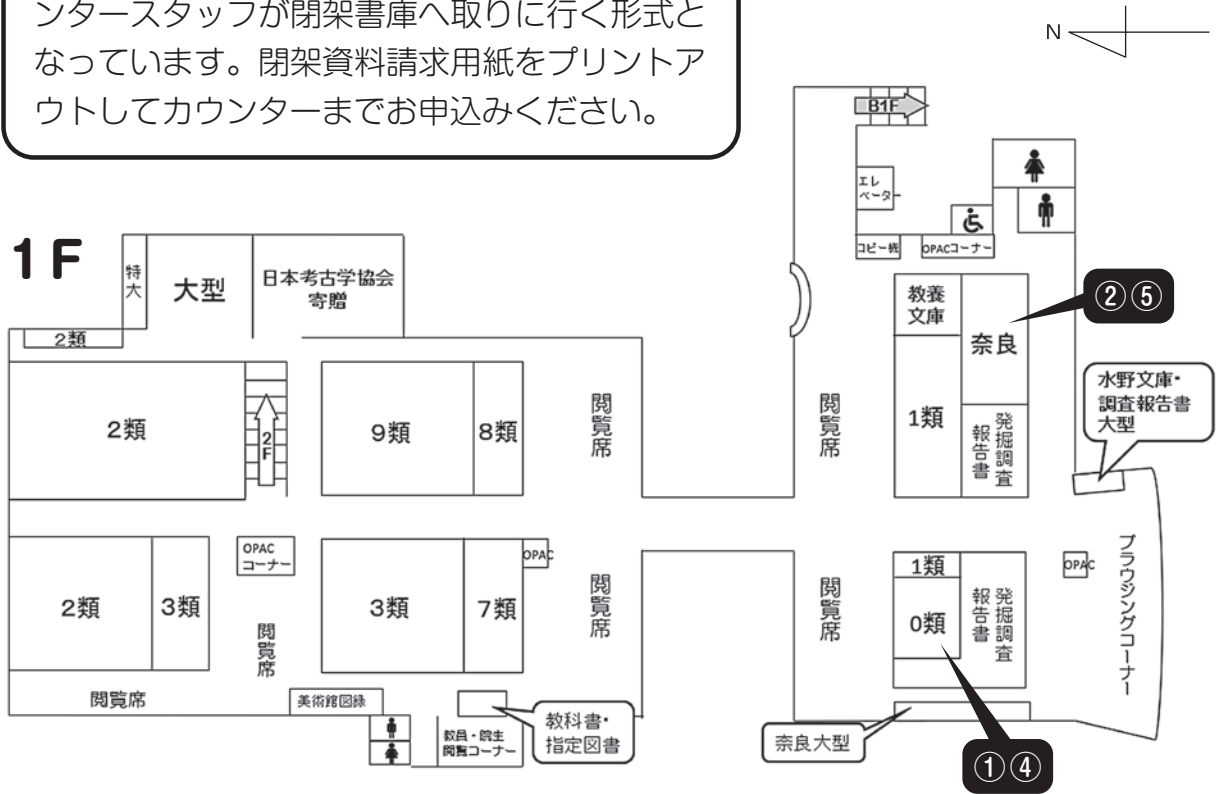 ンタースタッフが閉架書庫へ取りに行く形式と
なっています。閉架資料請求用紙をプリントア
ウトしてカウンターまでお申込みください。
N
B1F
エレ
ベーター
コピー機
OPACコーナー
1F
特大
大型
日本考古学協会
寄贈
2類
2類
2F
9類
8類
閲覧席
閲覧席
教養
文庫
奈良
②⑤
1類
発掘調査
報告書
水野文庫・
調査報告書
大型
2類
3類
OPAC
コーナー
閲覧席
3類
7類
OPAC
閲覧席
閲覧席
1類
0類
発掘調査
報告書
OPAC
ブラウジングコーナー
閲覧席
美術館図録
教員・院生
閲覧コーナー
教科書・
指定図書
奈良大型
①④